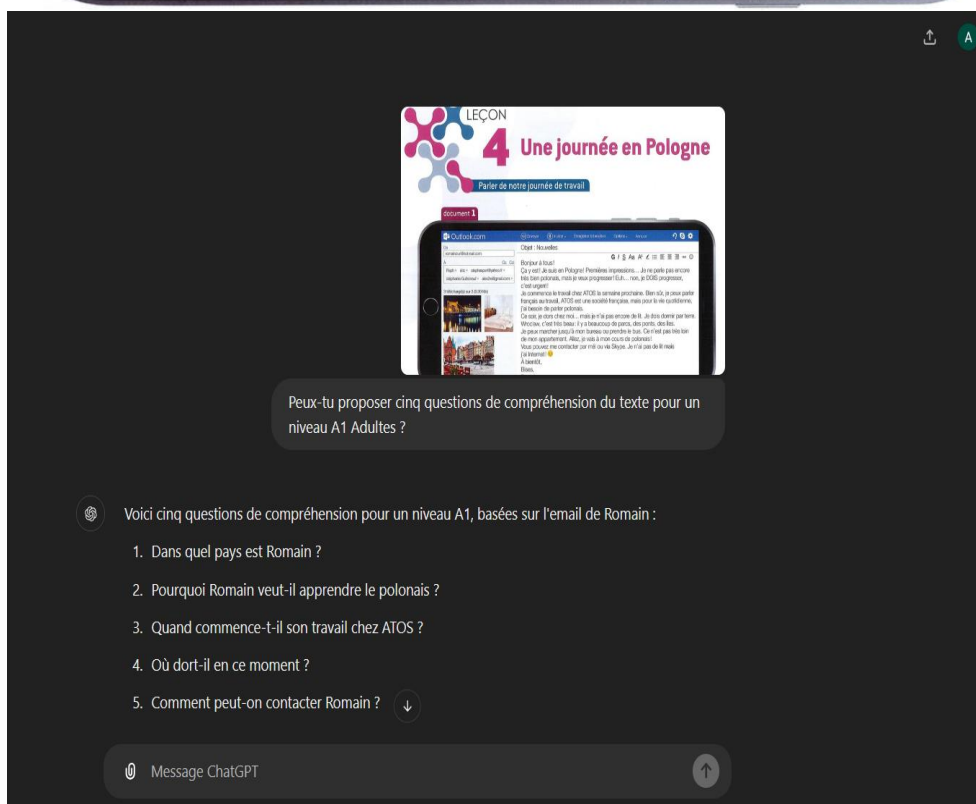 A
LEÇON
4 Une journée en Pologne
Parler de notre journée de travail
document 1
Outlook.com
Objet : Nouvelles
Bonjour à tous!
Ça y est! Je suis en Pologne! Premières impressions... Je ne parle pas encore
très bien polonais, mais je veux progresser! Euh... non, je DOIS progresser,
c'est urgent!
Je commence le travail chez ATOS la semaine prochaine. Bien sûr, je peux parler
français au travail, ATOS est une société française, mais pour la vie quotidienne,
j'ai besoin de parler polonais.
Ce soir, je dors chez moi... mais je n'ai pas encore de lit. Je dois dormir par terre.
Wroclaw, c'est très beau: il y a beaucoup de parcs, des ponts, des îles.
Je peux marcher jusqu'à mon bureau ou prendre le bus. Ce n'est pas très loin
de mon appartement. Allez, je vais à mon cours de polonais!
Vous pouvez me contacter par mél ou via Skype. Je n'ai pas de lit mais
j'ai Internet!
À bientôt,
Bises,
Peux-tu proposer cinq questions de compréhension du texte pour un
niveau A1 Adultes ?
Voici cinq questions de compréhension pour un niveau A1, basées sur l'email de Romain :
1. Dans quel pays est Romain ?
2. Pourquoi Romain veut-il apprendre le polonais ?
3. Quand commence-t-il son travail chez ATOS ?
4. Où dort-il en ce moment ?
5. Comment peut-on contacter Romain ?
Message ChatGPT